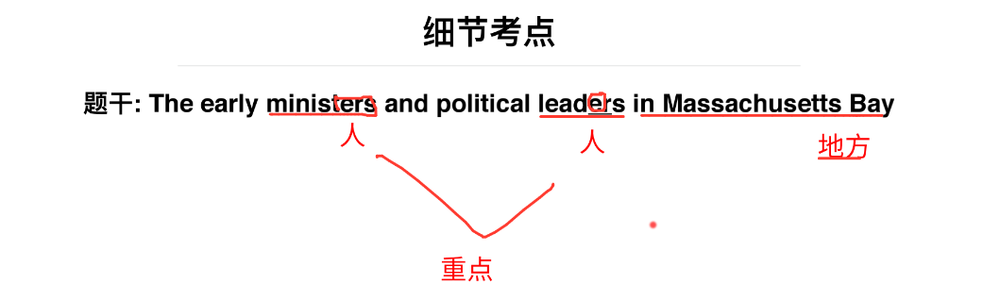 细节考点
题干: The early ministers and political leaders in Massachusetts Bay
人 人 地方
重点